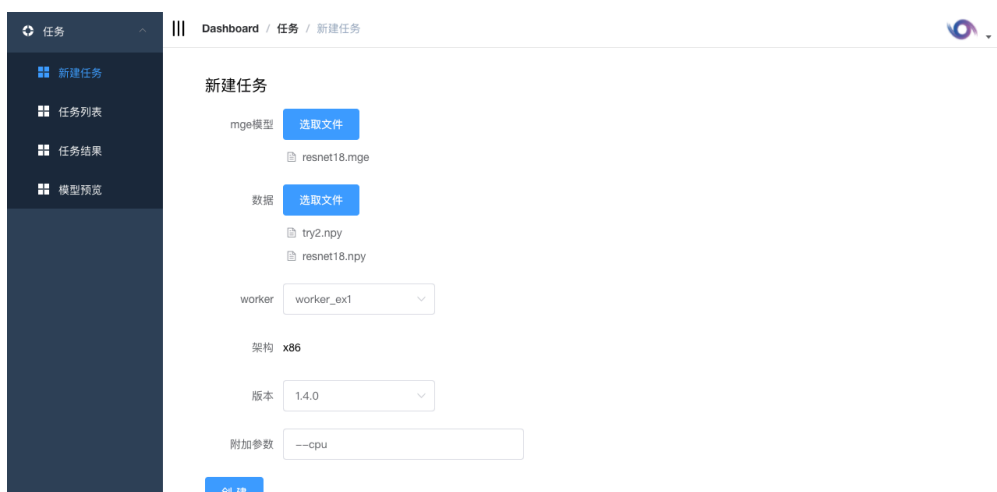 任务
Dashboard / 任务 / 新建任务
新建任务
任务列表
任务结果
模型预览
新建任务
mge模型 选取文件
resnet18.mge
数据 选取文件
try2.npy
resnet18.npy
worker worker_ex1
架构 x86
版本 1.4.0
附加参数 --cpu
创 建